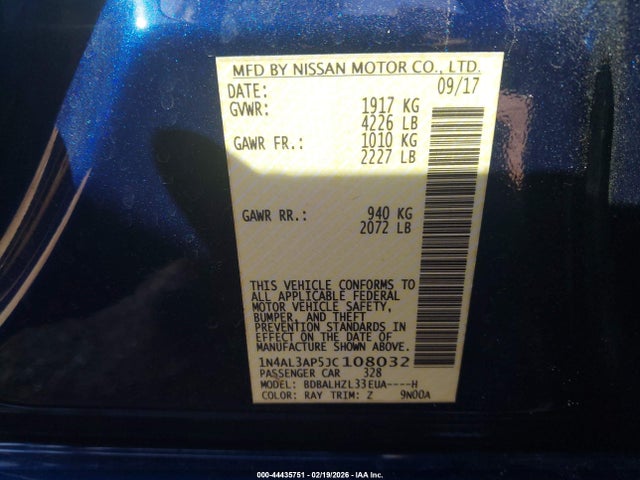 MFD BY NISSAN MOTOR CO., LTD.
DATE: 09/17
GVWR: 1917 KG
4226 LB
GAWR FR.: 1010 KG
2227 LB
GAWR RR.: 940 KG
2072 LB
THIS VEHICLE CONFORMS TO
ALL APPLICABLE FEDERAL
MOTOR VEHICLE SAFETY,
BUMPER, AND THEFT
PREVENTION STANDARDS IN
EFFECT ON THE DATE OF
MANUFACTURE SHOWN ABOVE.
1N4AL3AP5JC108032
PASSENGER CAR 328
MODEL: BDBALHZL33EUA----H
COLOR: RAY TRIM: Z 9N00A
000-44435751 - 02/19/2026 - IAA Inc.